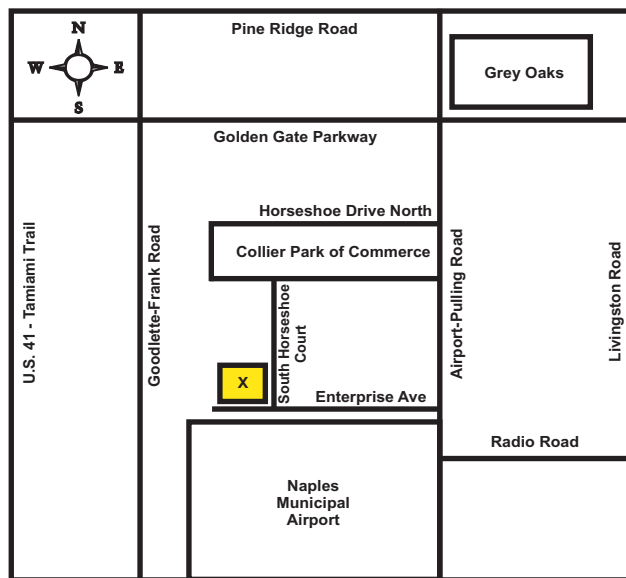 Pine Ridge Road
N
W
E
S
Grey Oaks
Golden Gate Parkway
Horseshoe Drive North
Collier Park of Commerce
U.S. 41 - Tamiami Trail
Goodlette-Frank Road
South Horseshoe
Court
Airport-Pulling Road
Livingston Road
X
Enterprise Ave
Radio Road
Naples
Municipal
Airport